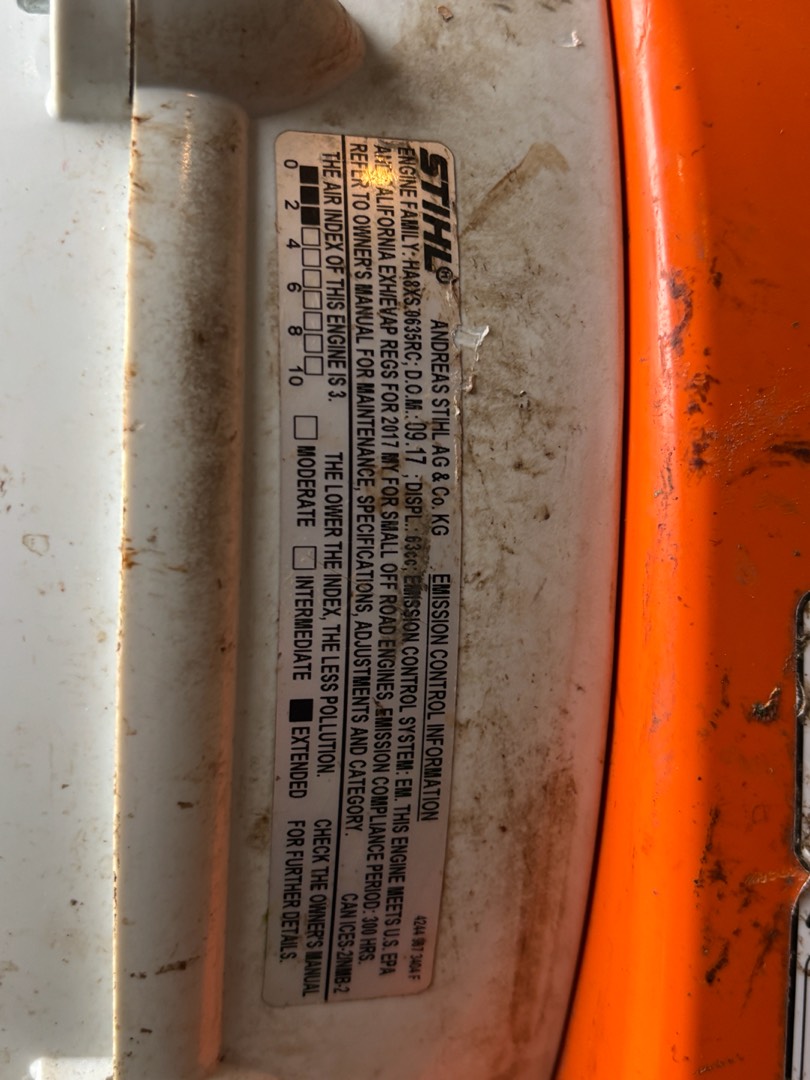 STIHL® ANDREAS STIHL AG & Co. KG EMISSION CONTROL INFORMATION 4244 967 3404 F
ENGINE FAMILY: HA8XS.0635RC; D.O.M.: 09.17 ; DISPL.: 63cc; EMISSION CONTROL SYSTEM: EM. THIS ENGINE MEETS U.S. EPA
AND CALIFORNIA EXH/EVAP REGS FOR 2017 MY FOR SMALL OFF ROAD ENGINES, EMISSION COMPLIANCE PERIOD: 300 HRS.
REFER TO OWNER'S MANUAL FOR MAINTENANCE, SPECIFICATIONS, ADJUSTMENTS AND CATEGORY. CAN ICES-2/NMB-2
THE AIR INDEX OF THIS ENGINE IS 3. THE LOWER THE INDEX, THE LESS POLLUTION. CHECK THE OWNER'S MANUAL
MODERATE INTERMEDIATE EXTENDED FOR FURTHER DETAILS.
0 2 4 6 8 10